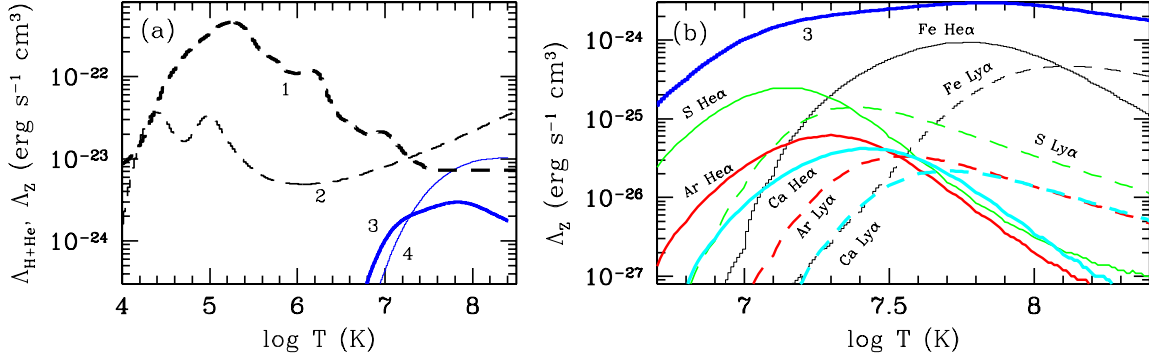 (a)
1
2
3
4
10⁻²²
10⁻²³
10⁻²⁴
4
5
6
7
8
log T (K)
Λ_H+He, Λ_Z (erg s⁻¹ cm³)
(b)
3
Fe Heα
Fe Lyα
S Heα
S Lyα
Ar Heα
Ca Heα
Ar Lyα
Ca Lyα
10⁻²⁴
10⁻²⁵
10⁻²⁶
10⁻²⁷
7
7.5
8
log T (K)
Λ_Z (erg s⁻¹ cm³)